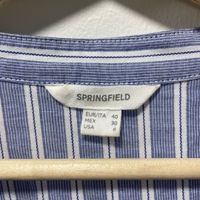 SPRINGFIELD
EUR/ITA 40
MEX 30
USA 8